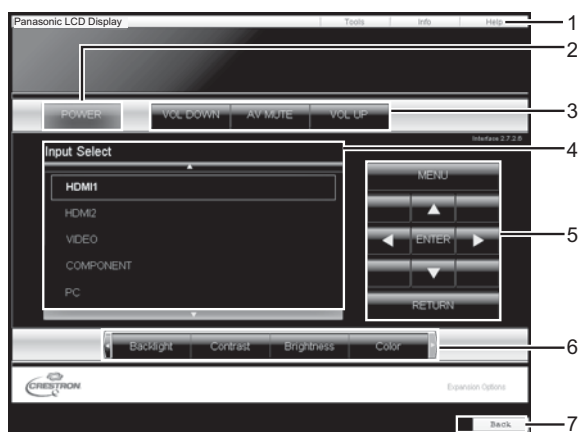 Panasonic LCD Display Tools Info Help 1
2
POWER VOL DOWN AV MUTE VOL UP 3
Interface 2.7.2.6
Input Select 4
HDMI1
HDMI2
VIDEO
COMPONENT
PC
MENU
ENTER 5
RETURN
Backlight Contrast Brightness Color 6
CRESTRON Expansion Options
Back 7